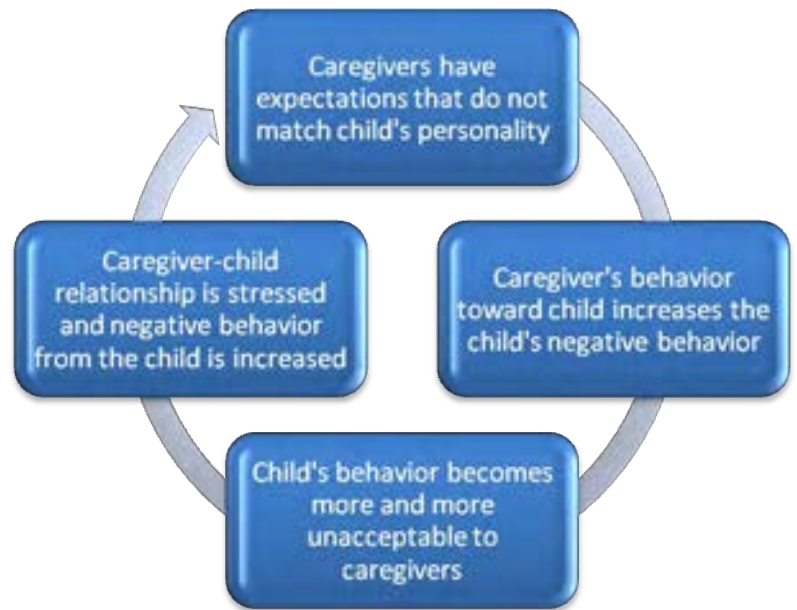 Caregivers have
expectations that do not
match child's personality
Caregiver's behavior
toward child increases the
child's negative behavior
Child's behavior becomes
more and more
unacceptable to
caregivers
Caregiver-child
relationship is stressed
and negative behavior
from the child is increased